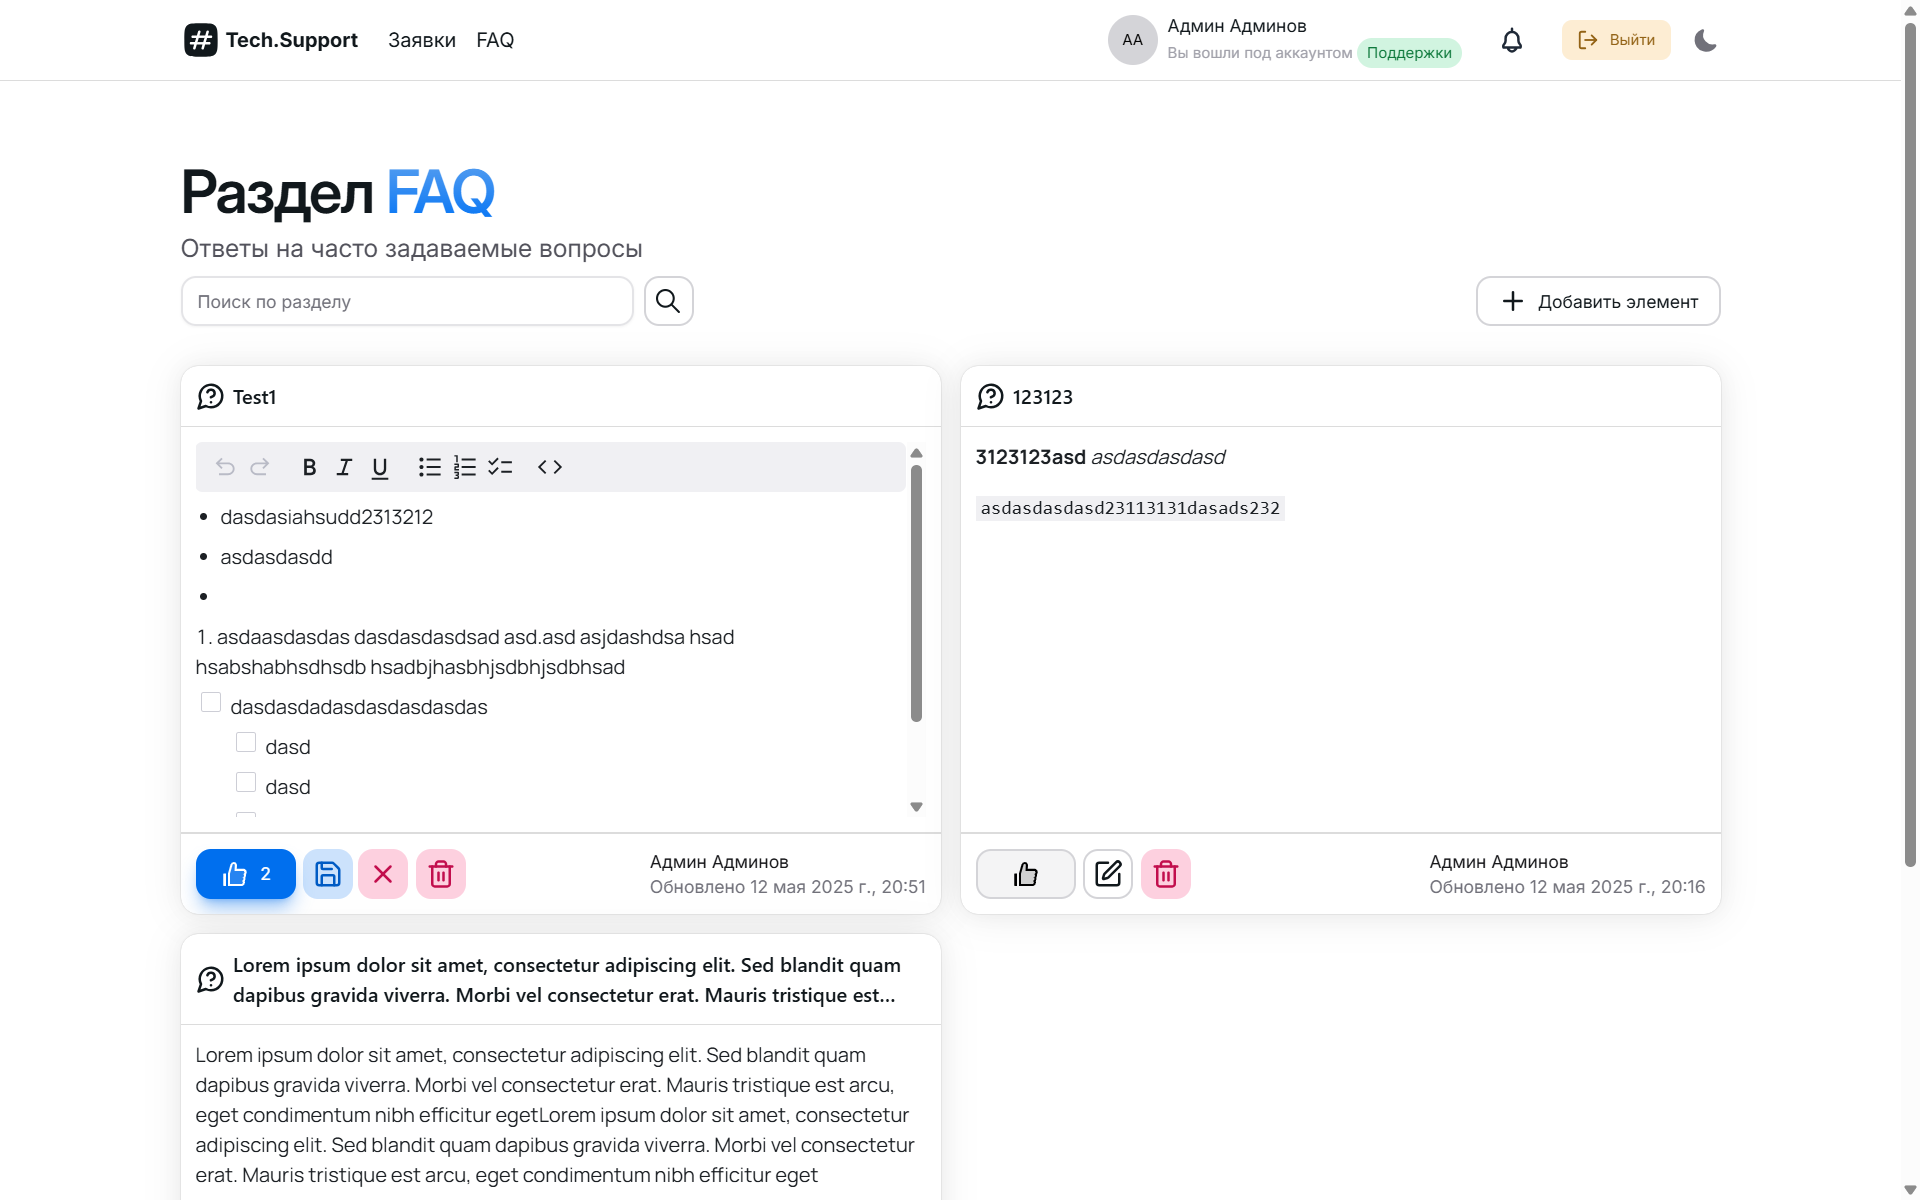 Tech.Support
Заявки
FAQ
АА
Админ Админов
Вы вошли под аккаунтом Поддержки
Выйти
Раздел FAQ
Ответы на часто задаваемые вопросы
Поиск по разделу
Добавить элемент
Test1
B I U
dasdasiahsudd2313212
asdasdasdd
1. asdaasdasdas dasdasdasdsad asd.asd asjdashdsa hsad
hsabshabhsdhsdb hsadbjhasbhjsdbhjsdbhsad
dasdasdadasdasdasdasdas
dasd
dasd
2
Админ Админов
Обновлено 12 мая 2025 г., 20:51
123123
3123123asd asdasdasdasd
asdasdasdasd23113131dasads232
Админ Админов
Обновлено 12 мая 2025 г., 20:16
Lorem ipsum dolor sit amet, consectetur adipiscing elit. Sed blandit quam
dapibus gravida viverra. Morbi vel consectetur erat. Mauris tristique est...
Lorem ipsum dolor sit amet, consectetur adipiscing elit. Sed blandit quam
dapibus gravida viverra. Morbi vel consectetur erat. Mauris tristique est arcu,
eget condimentum nibh efficitur egetLorem ipsum dolor sit amet, consectetur
adipiscing elit. Sed blandit quam dapibus gravida viverra. Morbi vel consectetur
erat. Mauris tristique est arcu, eget condimentum nibh efficitur eget